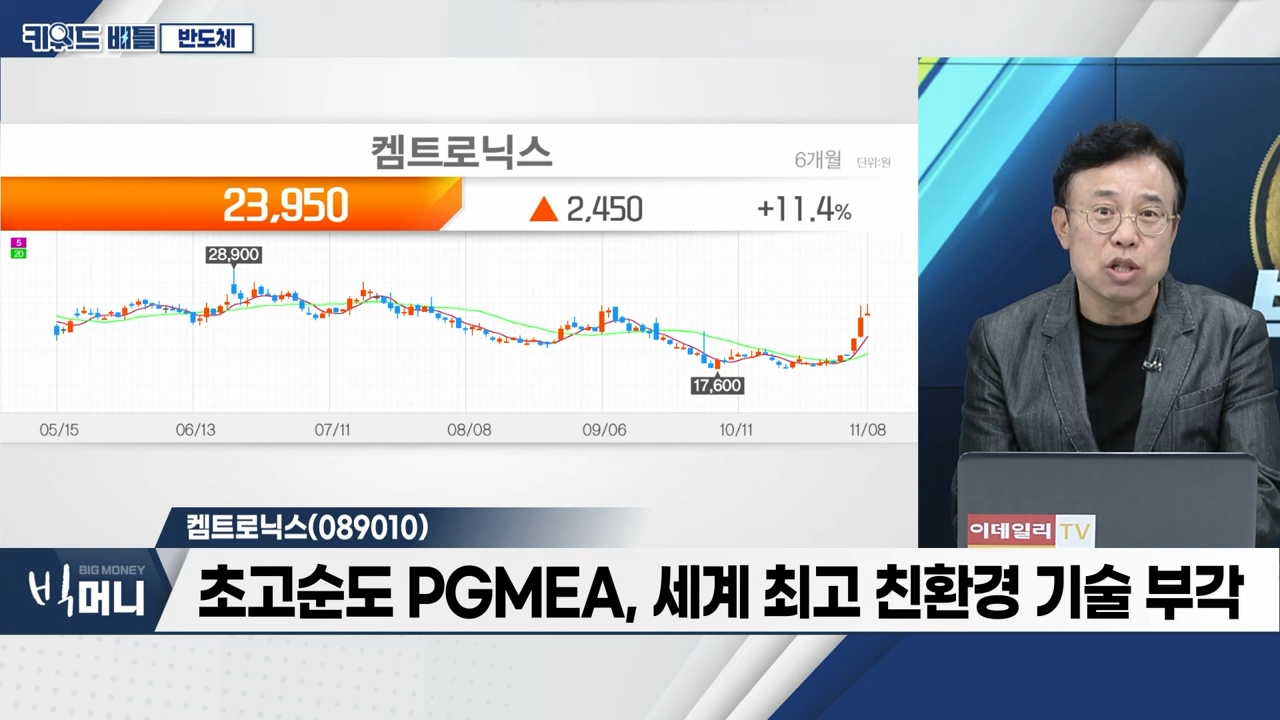 키워드 배틀 반도체
켐트로닉스
6개월 단위:원
23,950 ▲ 2,450 +11.4%
5
20
28,900
17,600
05/15 06/13 07/11 08/08 09/06 10/11 11/08
이데일리 TV
켐트로닉스(089010)
BIG MONEY
빅머니
초고순도 PGMEA, 세계 최고 친환경 기술 부각